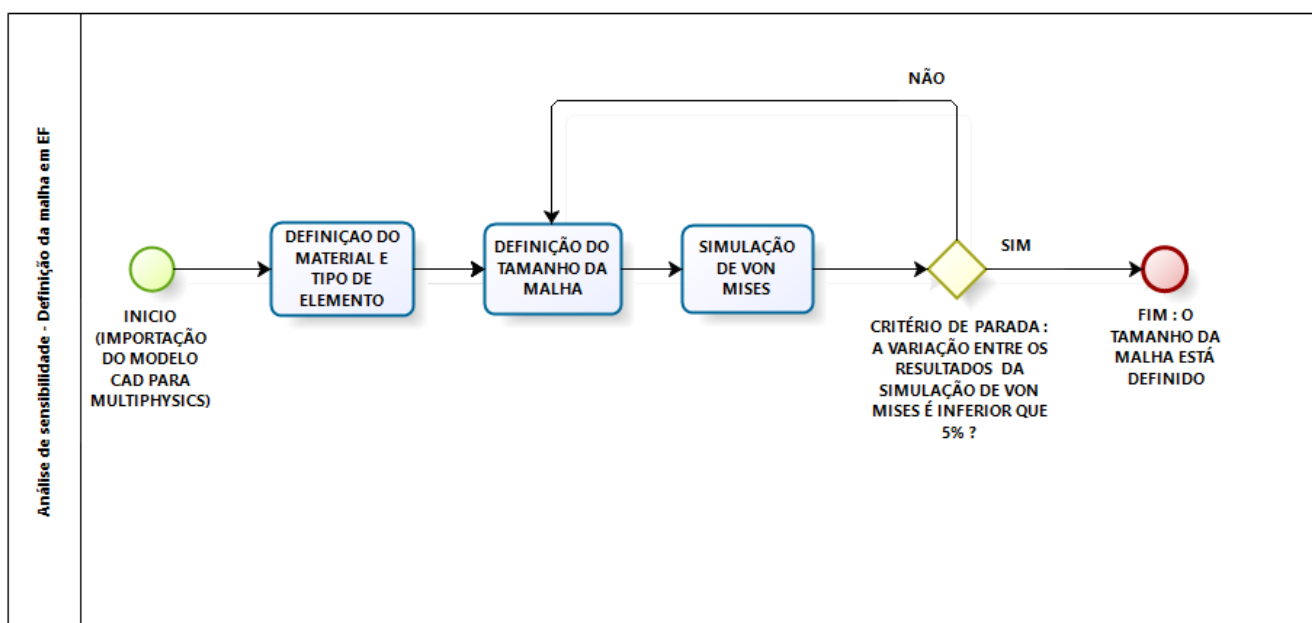 Análise de sensibilidade - Definição da malha em EF
INICIO
(IMPORTAÇÃO
DO MODELO
CAD PARA
MULTIPHYSICS)
DEFINIÇAO DO
MATERIAL E
TIPO DE
ELEMENTO
DEFINIÇÃO DO
TAMANHO DA
MALHA
SIMULAÇÃO
DE VON
MISES
NÃO
SIM
CRITÉRIO DE PARADA :
A VARIAÇÃO ENTRE OS
RESULTADOS DA
SIMULAÇÃO DE VON
MISES É INFERIOR QUE
5% ?
FIM : O
TAMANHO DA
MALHA ESTÁ
DEFINIDO